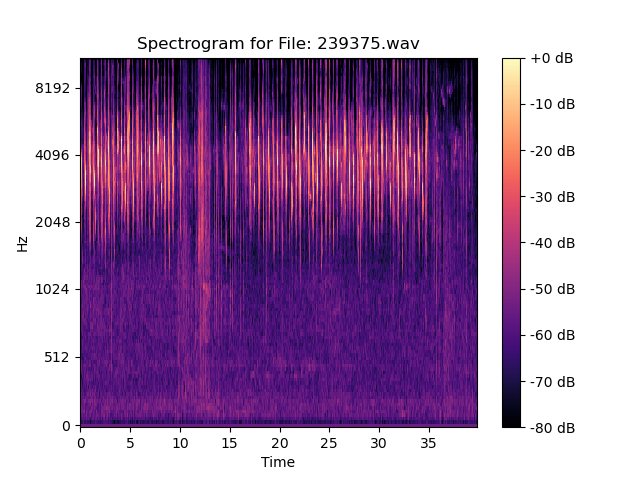 Spectrogram for File: 239375.wav
Hz
8192
4096
2048
1024
512
0
0 5 10 15 20 25 30 35
Time
+0 dB
-10 dB
-20 dB
-30 dB
-40 dB
-50 dB
-60 dB
-70 dB
-80 dB